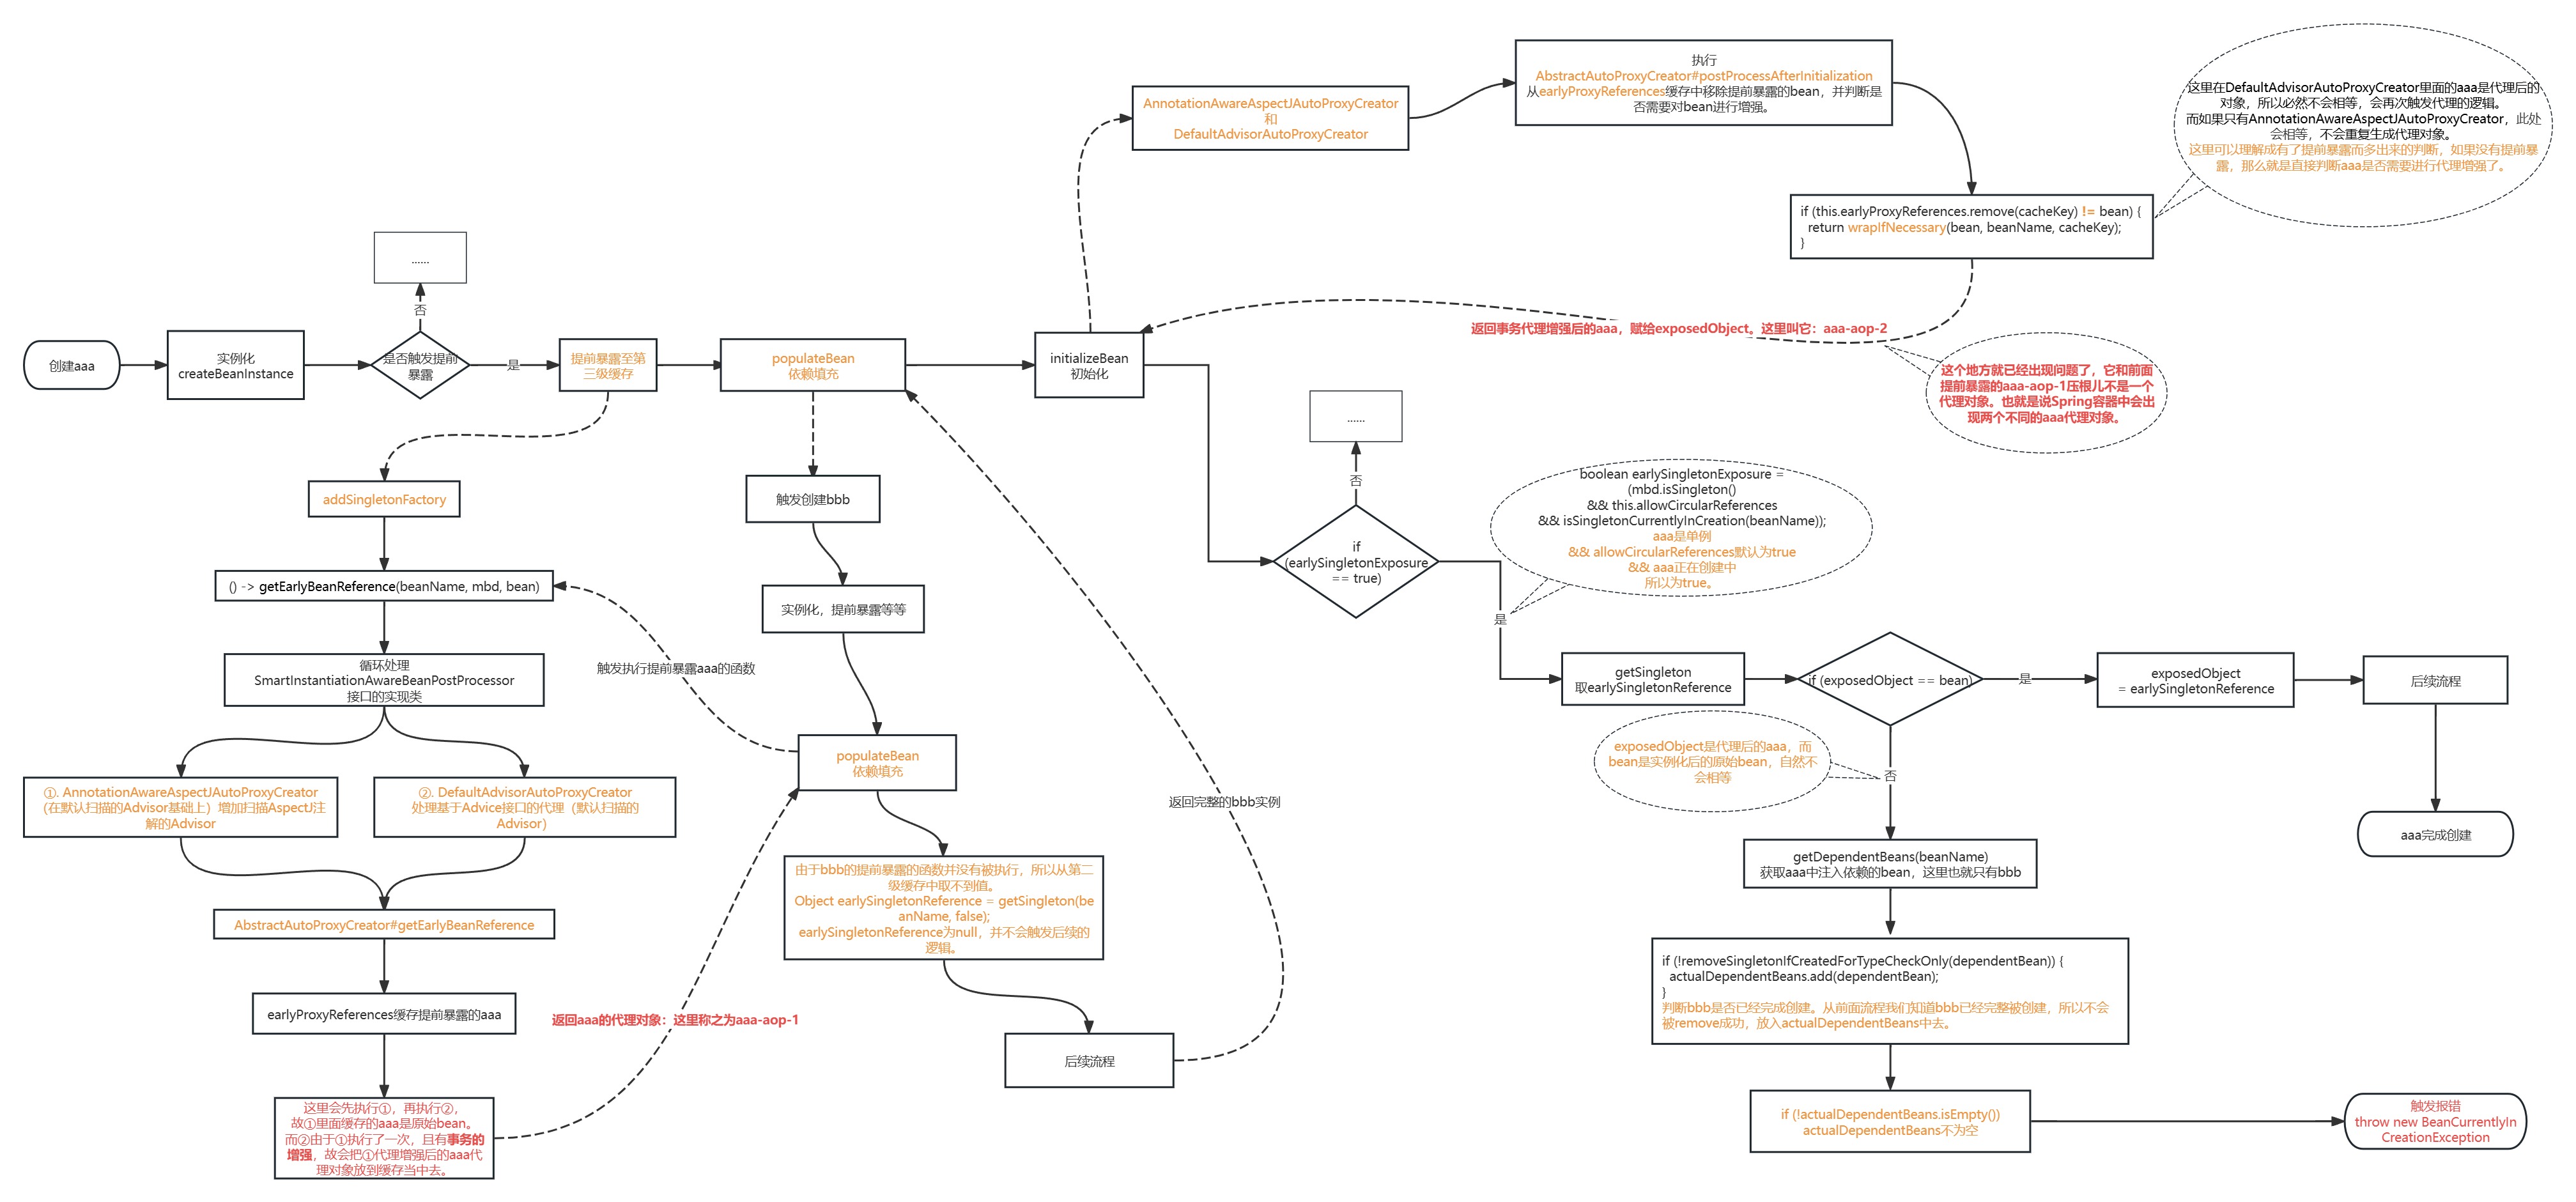 创建aaa
实例化
createBeanInstance
是否触发提前
暴露
否
......
是
提前暴露至第
三级缓存
populateBean
依赖填充
initializeBean
初始化
AnnotationAwareAspectJAutoProxyCreator
和
DefaultAdvisorAutoProxyCreator
执行
AbstractAutoProxyCreator#postProcessAfterInitialization
从earlyProxyReferences缓存中移除提前暴露的bean，并判断是
否需要对bean进行增强。
这里在DefaultAdvisorAutoProxyCreator里面的aaa是代理后的
对象，所以必然不会相等，会再次触发代理的逻辑。
而如果只有AnnotationAwareAspectJAutoProxyCreator，此处
会相等，不会重复生成代理对象。
这里可以理解成有了提前暴露而多出来的判断，如果没有提前暴
露，那么就是直接判断aaa是否需要进行代理增强了。
if (this.earlyProxyReferences.remove(cacheKey) != bean) {
return wrapIfNecessary(bean, beanName, cacheKey);
}
返回事务代理增强后的aaa，赋给exposedObject。这里叫它：aaa-aop-2
这个地方就已经出现问题了，它和前面
提前暴露的aaa-aop-1压根儿不是一个
代理对象。也就是说Spring容器中会出
现两个不同的aaa代理对象。
addSingletonFactory
() -> getEarlyBeanReference(beanName, mbd, bean)
循环处理
SmartInstantiationAwareBeanPostProcessor
接口的实现类
①. AnnotationAwareAspectJAutoProxyCreator
（在默认扫描的Advisor基础上）增加扫描AspectJ注
解的Advisor
②. DefaultAdvisorAutoProxyCreator
处理基于Advice接口的代理（默认扫描的
Advisor）
AbstractAutoProxyCreator#getEarlyBeanReference
earlyProxyReferences缓存提前暴露的aaa
这里会先执行①，再执行②，
故①里面缓存的aaa是原始bean。
而②由于①执行了一次，且有事务的
增强，故会把①代理增强后的aaa代
理对象放到缓存当中去。
返回aaa的代理对象：这里称之为aaa-aop-1
触发创建bbb
实例化，提前暴露等等
触发执行提前暴露aaa的函数
populateBean
依赖填充
由于bbb的提前暴露的函数并没有被执行，所以从第二
级缓存中取不到值。
Object earlySingletonReference = getSingleton(be
anName, false);
earlySingletonReference为null，并不会触发后续的
逻辑。
后续流程
返回完整的bbb实例
......
否
if
(earlySingletonExposure
== true)
boolean earlySingletonExposure =
(mbd.isSingleton()
&& this.allowCircularReferences
&& isSingletonCurrentlyInCreation(beanName));
aaa是单例
&& allowCircularReferences默认为true
&& aaa正在创建中
所以为true。
是
getSingleton
取earlySingletonReference
if (exposedObject == bean)
是
exposedObject
= earlySingletonReference
后续流程
aaa完成创建
exposedObject是代理后的aaa，而
bean是实例化后的原始bean，自然不
会相等
否
getDependentBeans(beanName)
获取aaa中注入依赖的bean，这里也就只有bbb
if (!removeSingletonIfCreatedForTypeCheckOnly(dependentBean)) {
actualDependentBeans.add(dependentBean);
}
判断bbb是否已经完成创建。从前面流程我们知道bbb已经完整被创建，所以不会
被remove成功，放入actualDependentBeans中去。
if (!actualDependentBeans.isEmpty())
actualDependentBeans不为空
触发报错
throw new BeanCurrentlyIn
CreationException